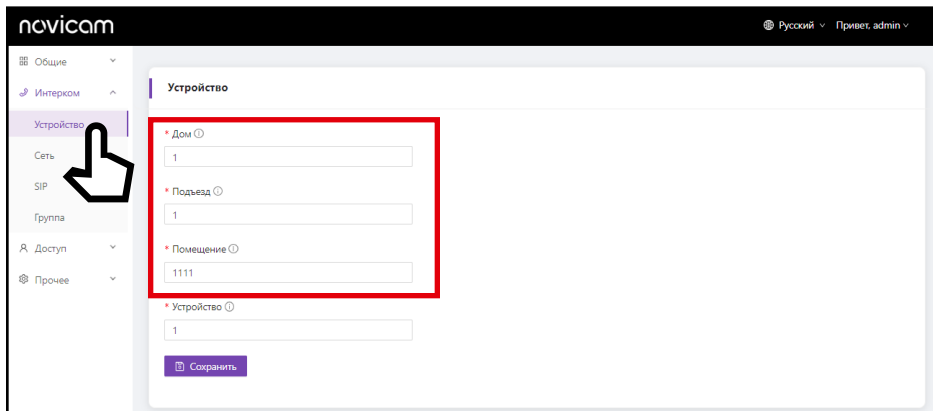 novicam
Русский
Привет, admin
Общие
Интерком
Устройство
Сеть
SIP
Группа
Доступ
Прочее
Устройство
* Дом
1
* Подъезд
1
* Помещение
1111
* Устройство
1
Сохранить